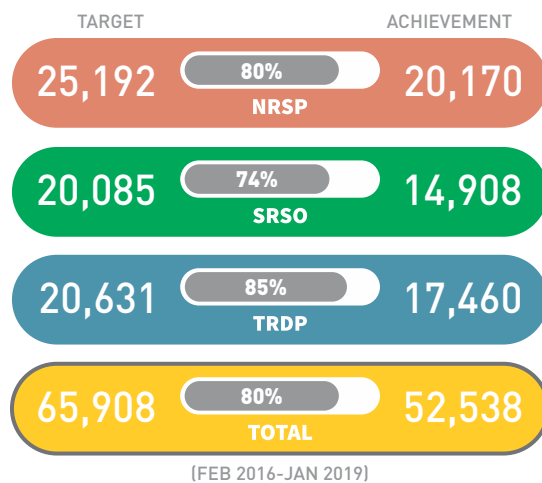 TARGET ACHIEVEMENT
25,192 80% 20,170
NRSP
20,085 74% 14,908
SRSO
20,631 85% 17,460
TRDP
65,908 80% 52,538
TOTAL
(FEB 2016-JAN 2019)